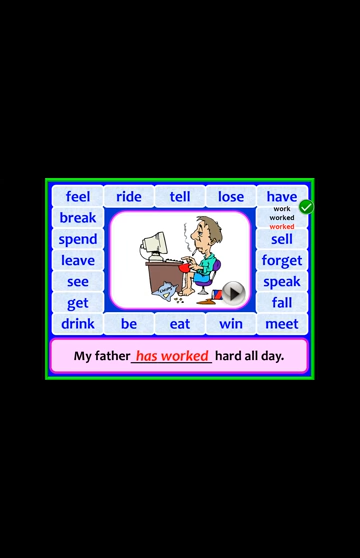 feel ride tell lose have
break
work
worked
worked
spend sell
leave forget
see speak
get fall
drink be eat win meet
My father has worked hard all day.